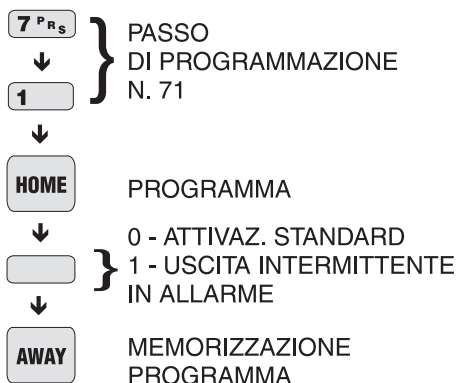 7 PRS
PASSO
DI PROGRAMMAZIONE
N. 71
1
HOME
PROGRAMMA
0 - ATTIVAZ. STANDARD
1 - USCITA INTERMITTENTE
IN ALLARME
AWAY
MEMORIZZAZIONE
PROGRAMMA